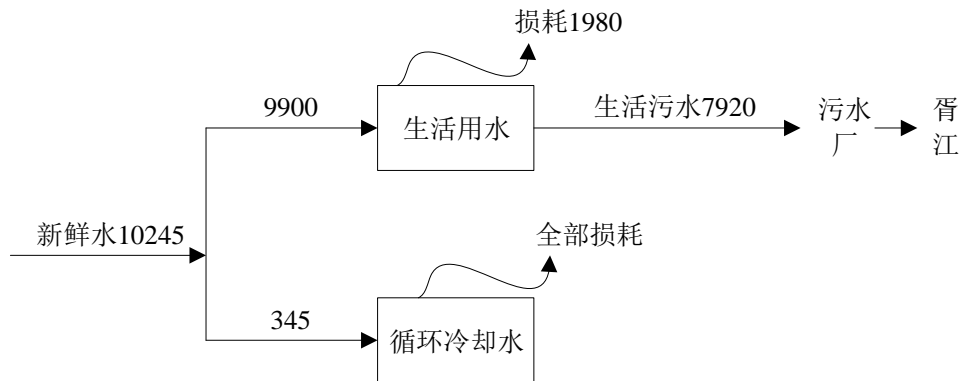 损耗1980
9900
生活用水
生活污水7920
污水
厂
胥
江
新鲜水10245
全部损耗
345
循环冷却水